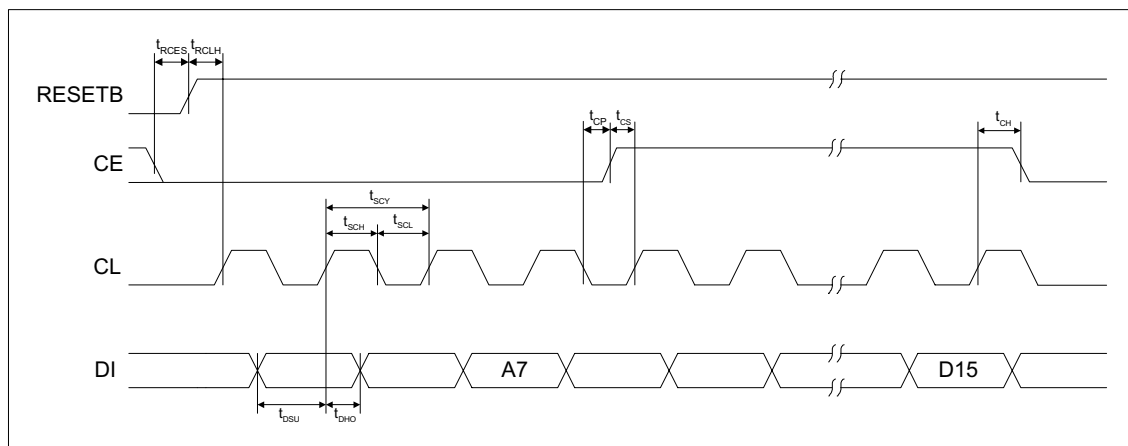 tRCES tRCLH
RESETB
tCP tCS tCH
CE
tSCY
tSCH tSCL
CL
DI A7 D15
tDSU tDHO